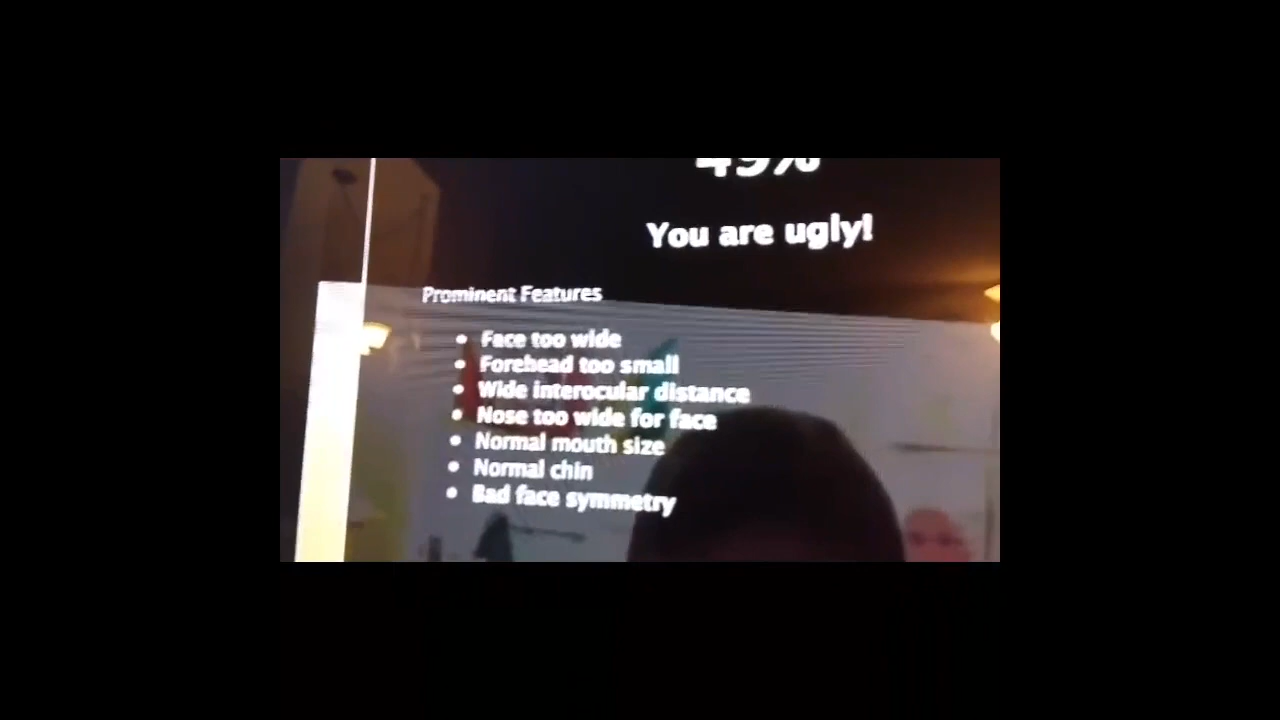 49%
You are ugly!
Prominent Features
• Face too wide
• Forehead too small
• Wide interocular distance
• Nose too wide for face
• Normal mouth size
• Normal chin
• Bad face symmetry